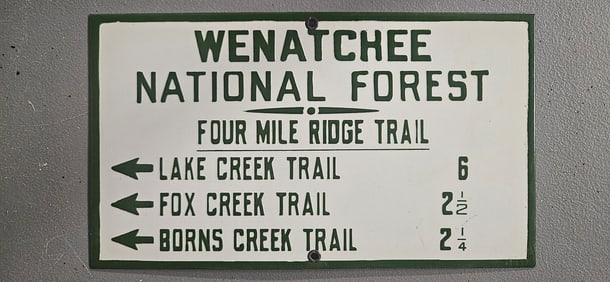 WENATCHEE
NATIONAL FOREST
FOUR MILE RIDGE TRAIL
LAKE CREEK TRAIL 6
FOX CREEK TRAIL 2 1/2
BORNS CREEK TRAIL 2 1/4